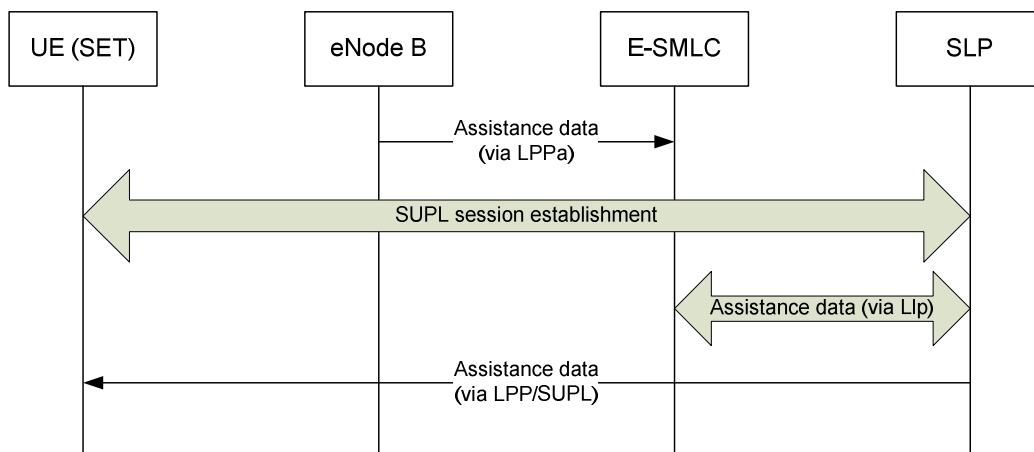 UE (SET)
eNode B
E-SMLC
SLP
Assistance data
(via LPPa)
SUPL session establishment
Assistance data (via Llp)
Assistance data
(via LPP/SUPL)